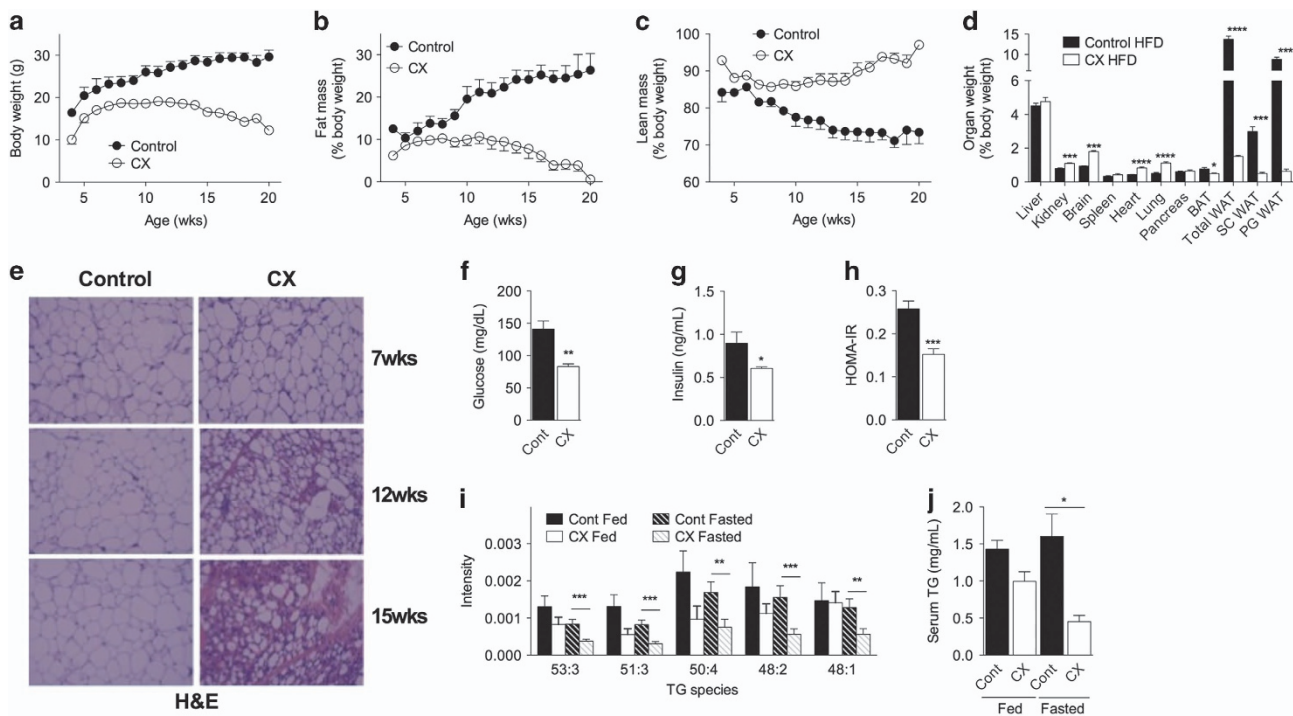 a
Body weight (g)
30
20
10
0
Control
CX
5 10 15 20
Age (wks)
b
Fat mass
(% body weight)
Control
CX
40
30
20
10
0
5 10 15 20
Age (wks)
c
Lean mass
(% body weight)
Control
CX
100
90
80
70
60
5 10 15 20
Age (wks)
d
Organ weight
(% body weight)
Control HFD
CX HFD
15
10
6
4
2
0
*** *** **** **** * **** *** ***
Liver
Kidney
Brain
Spleen
Heart
Lung
Pancreas
BAT
Total WAT
SC WAT
PG WAT
e
Control CX
7wks
12wks
15wks
H&E
f
Glucose (mg/dL)
200
150
100
50
0
**
Cont CX
g
Insulin (ng/mL)
1.5
1.0
0.5
0.0
*
Cont CX
h
HOMA-IR
0.3
0.2
0.1
0.0
***
Cont CX
i
Cont Fed Cont Fasted
CX Fed CX Fasted
Intensity
0.003
0.002
0.001
0.000
*** *** ** *** **
53:3 51:3 50:4 48:2 48:1
TG species
j
Serum TG (mg/mL)
2.0
1.5
1.0
0.5
0.0
*
Cont CX Cont CX
Fed Fasted